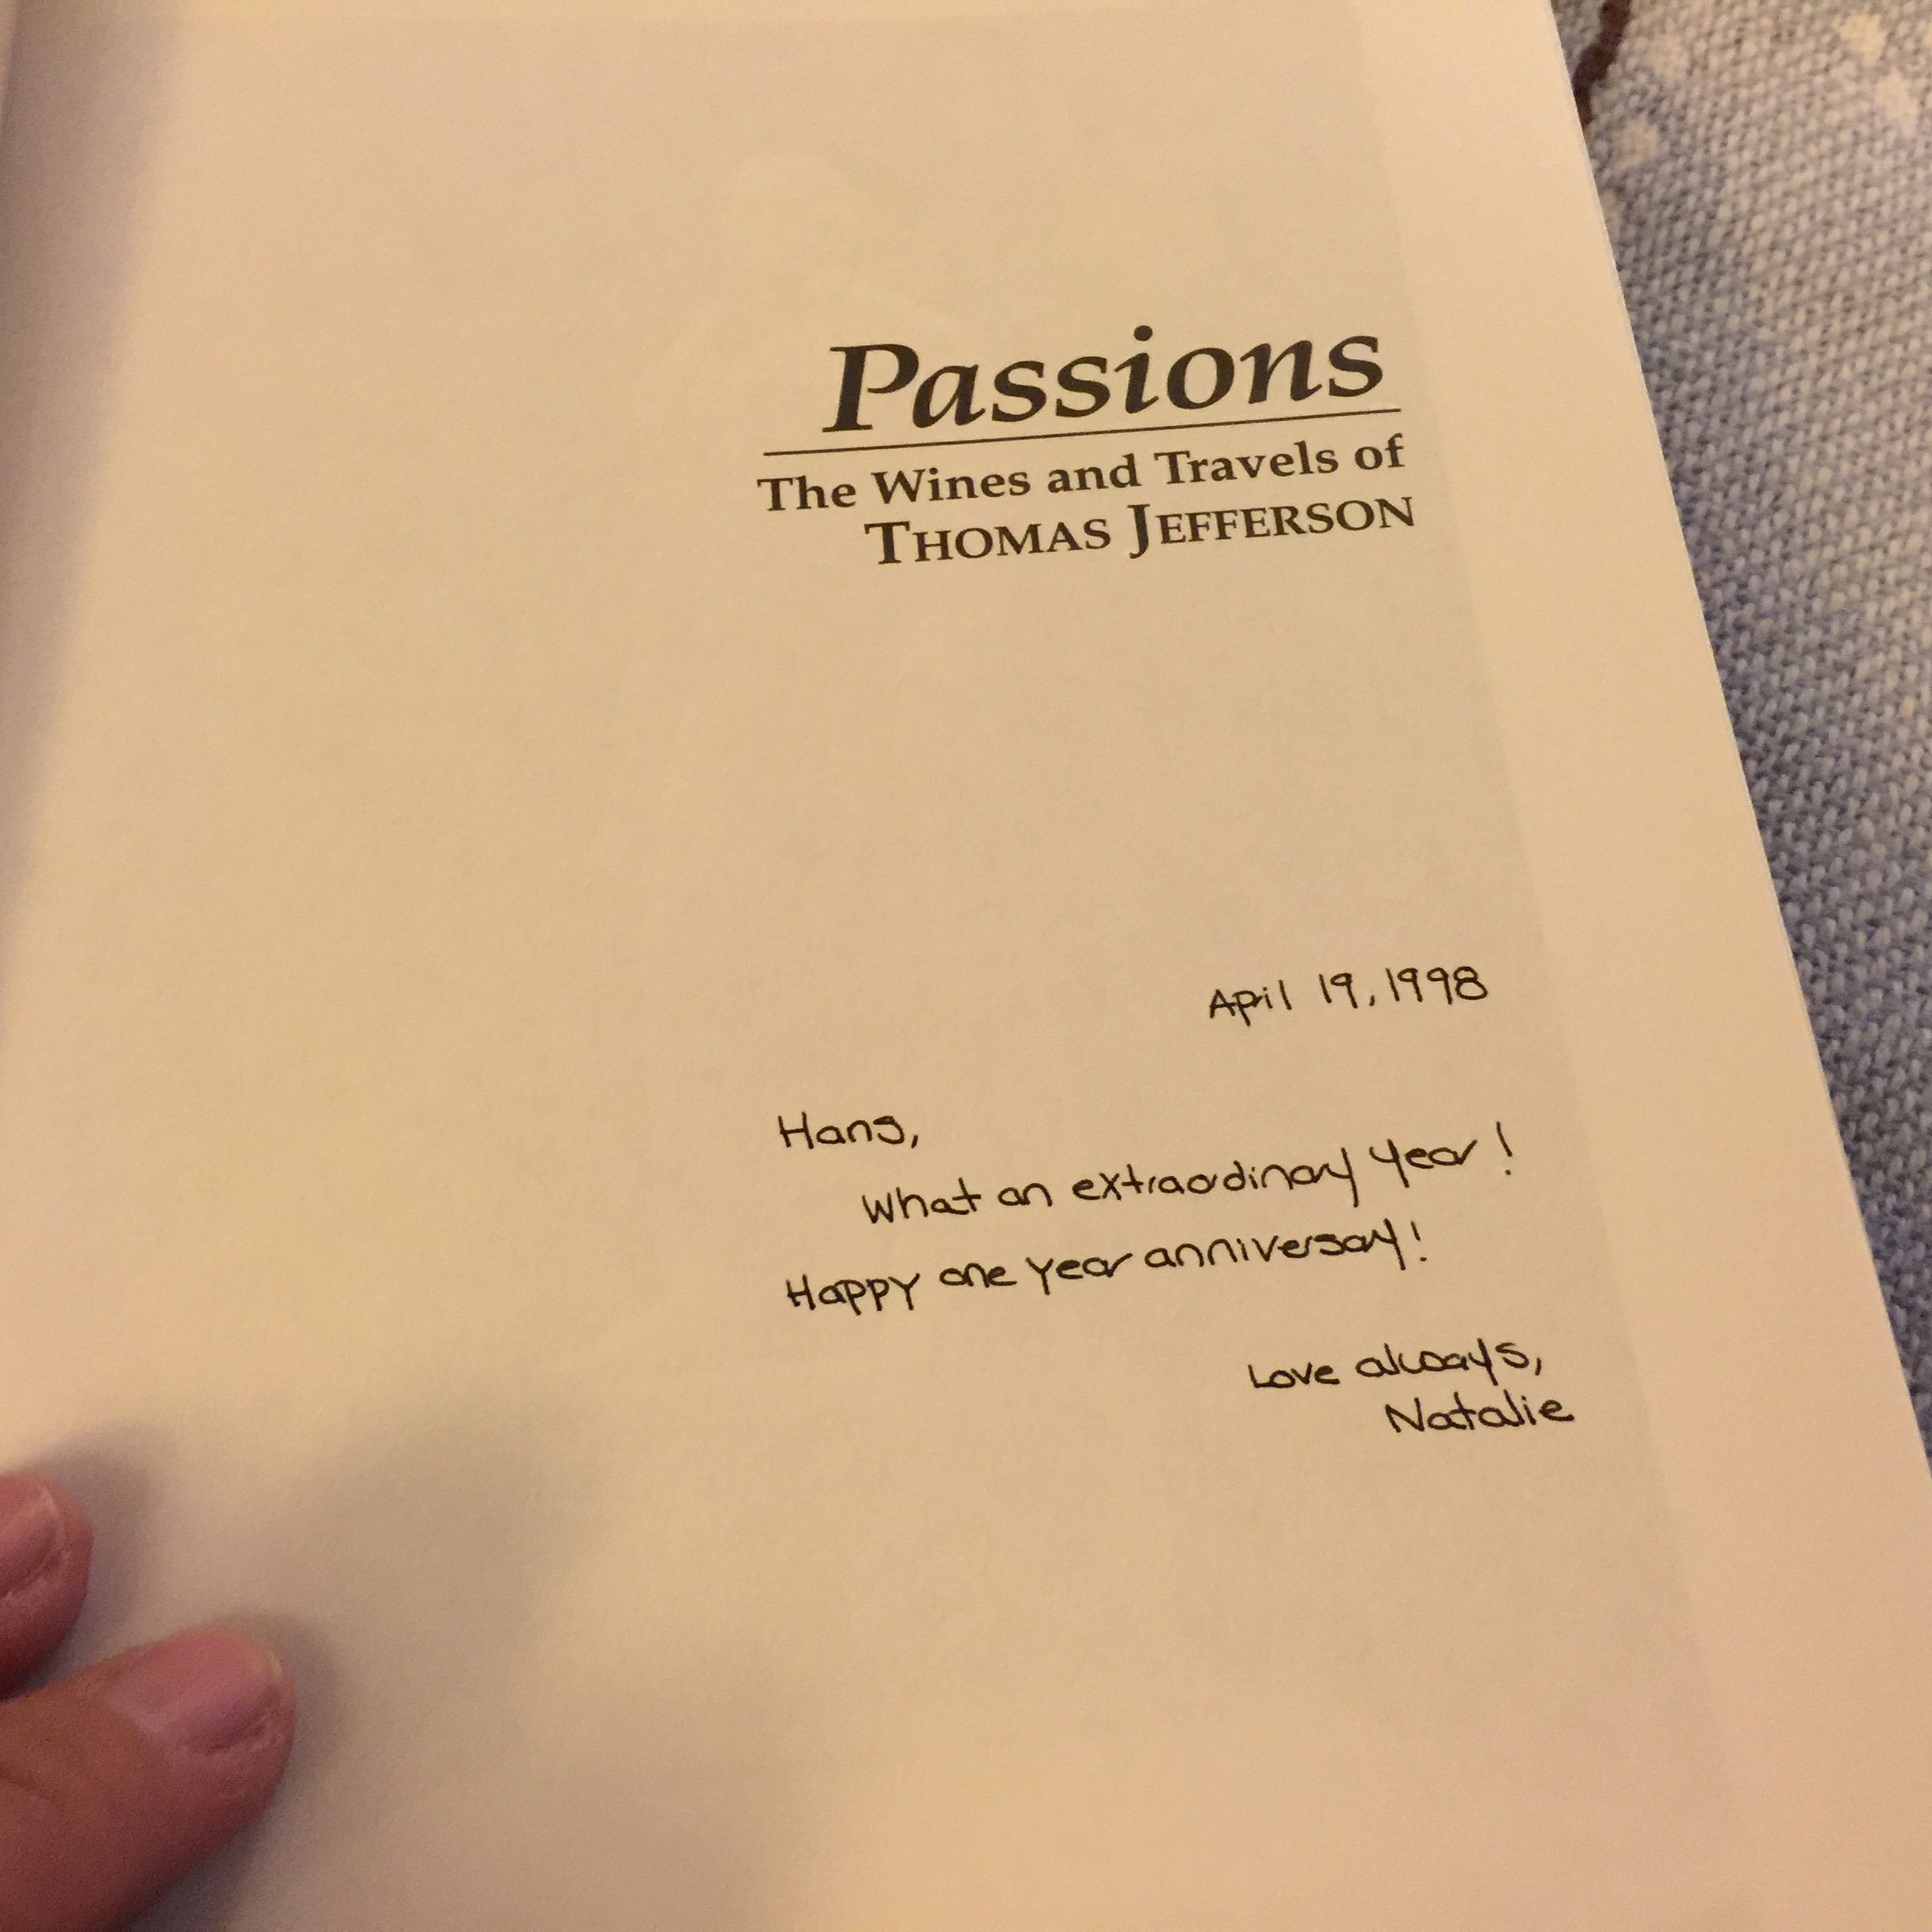 Passions
The Wines and Travels of
THOMAS JEFFERSON
April 19, 1998
Hans,
What an extraordinary year!
Happy one year anniversary!
Love always,
Natalie